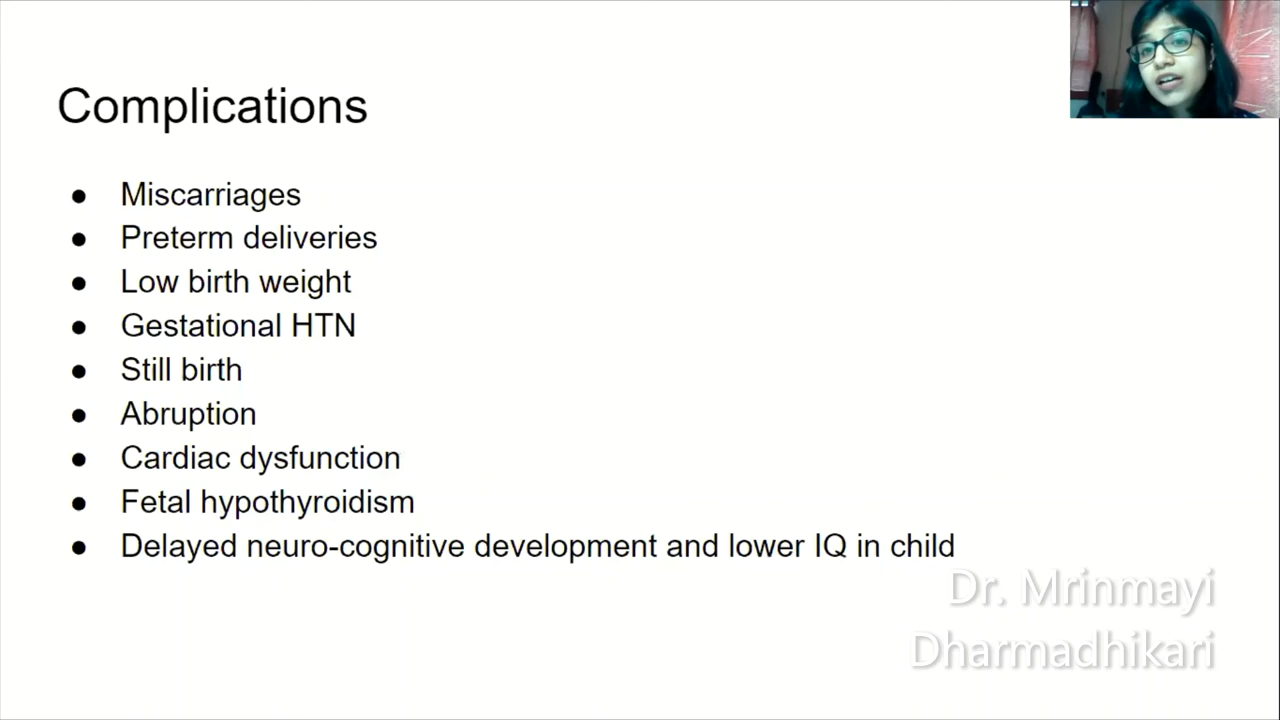 Complications
● Miscarriages
● Preterm deliveries
● Low birth weight
● Gestational HTN
● Still birth
● Abruption
● Cardiac dysfunction
● Fetal hypothyroidism
● Delayed neuro-cognitive development and lower IQ in child
Dr. Mrinmayi
Dharmadhikari